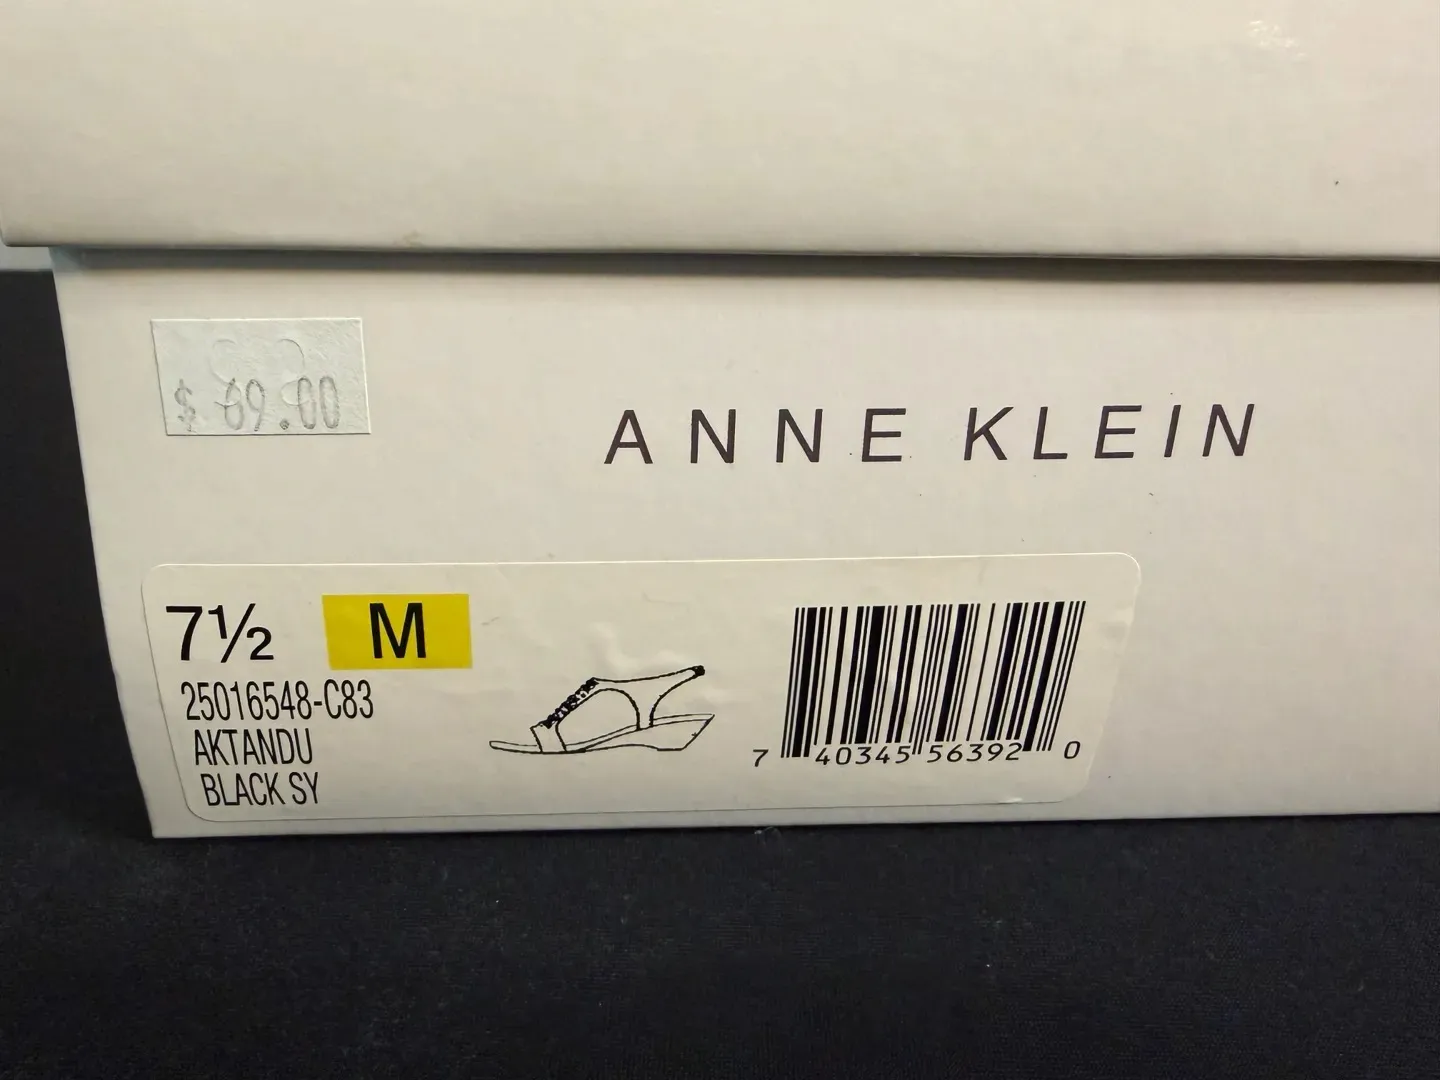 $ 69.00
ANNE KLEIN
7½ M
25016548-C83
AKTANDU
BLACK SY
7 40345 56392 0